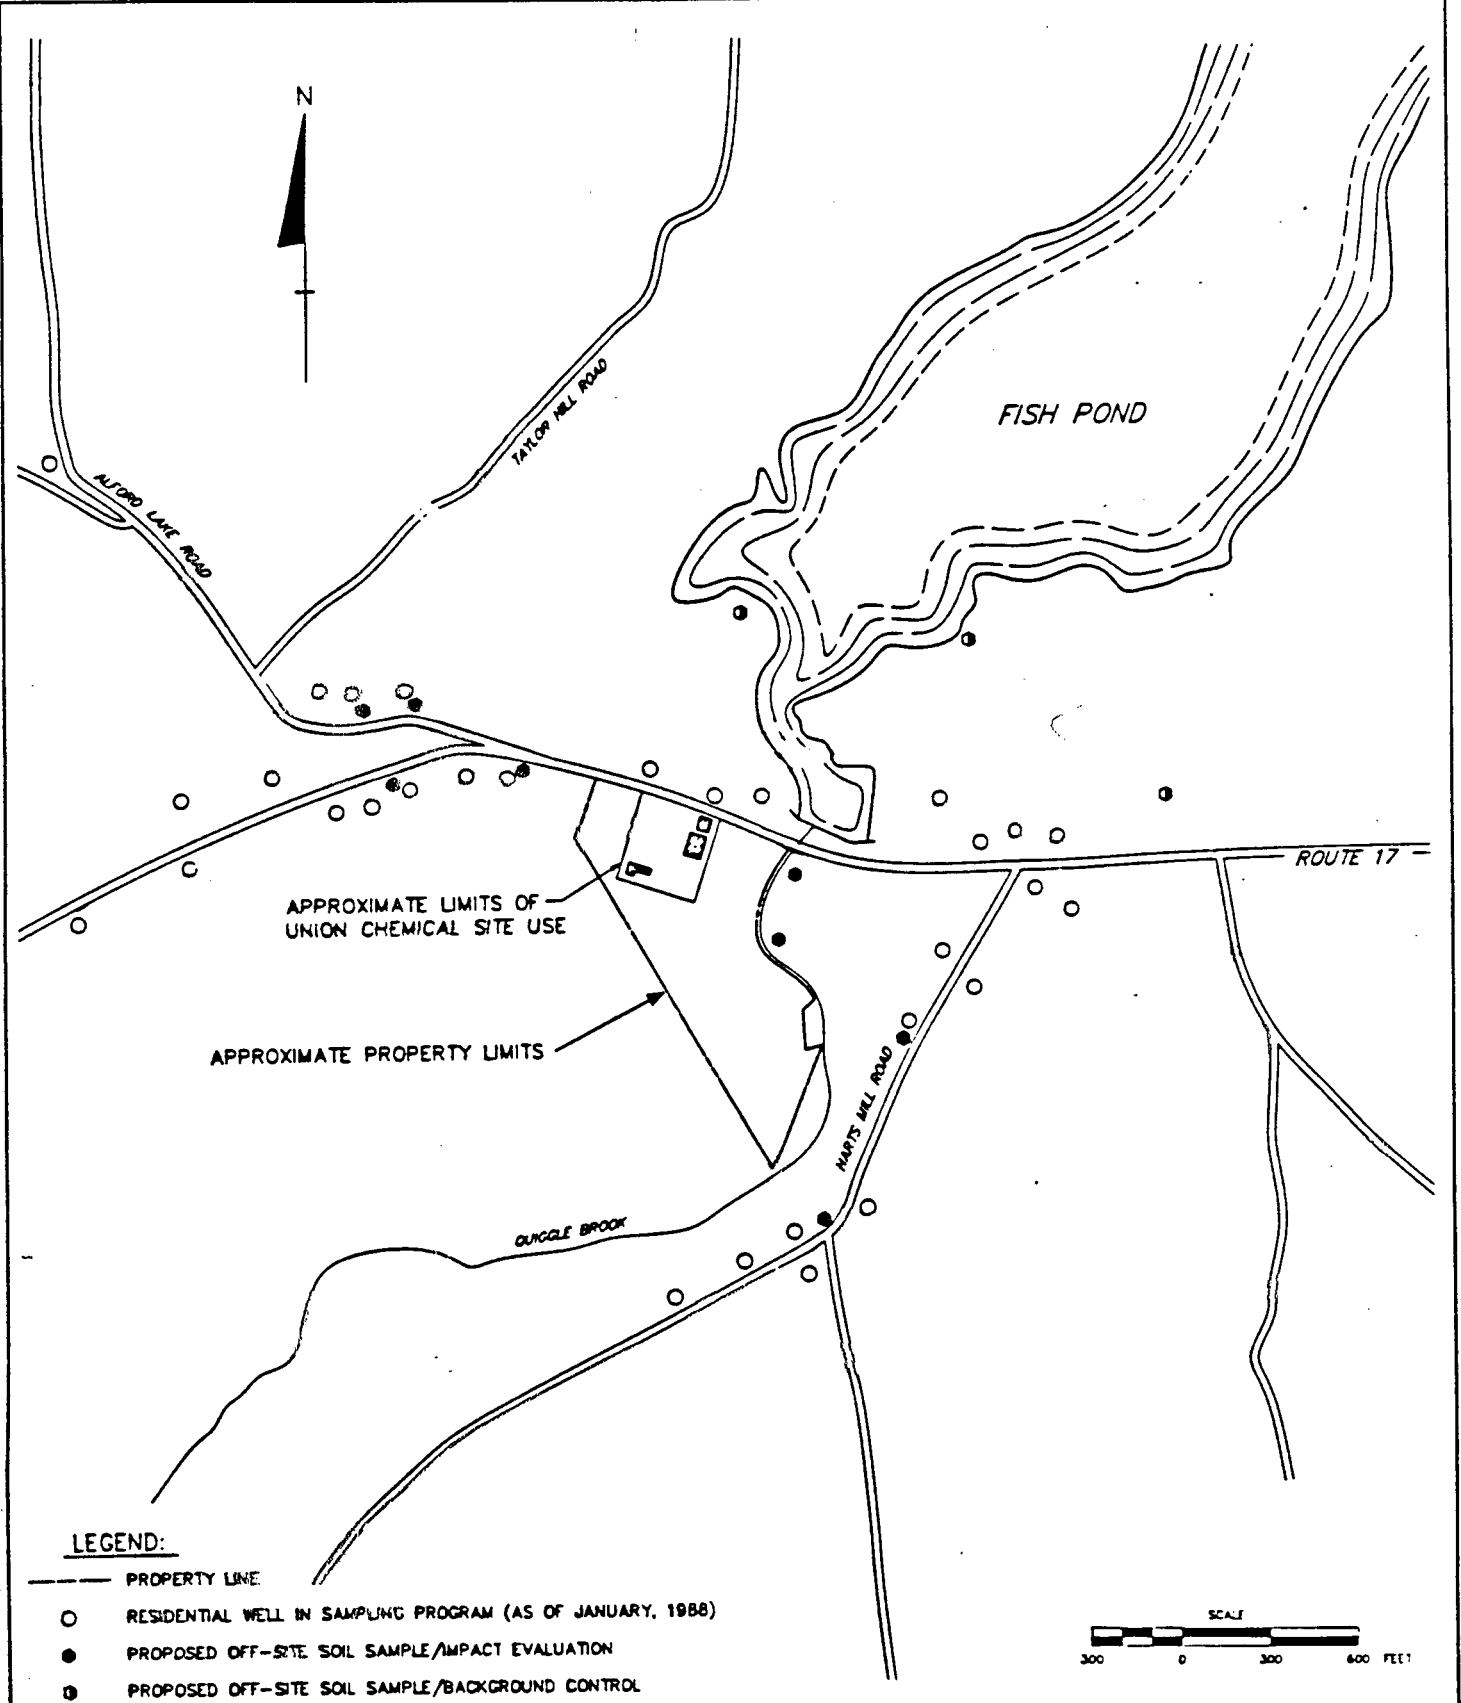 N
TAYLOR HILL ROAD
FISH POND
ALFORD LAKE ROAD
ROUTE 17
APPROXIMATE LIMITS OF
UNION CHEMICAL SITE USE
APPROXIMATE PROPERTY LIMITS
HARTS MILL ROAD
QUIGGLE BROOK
LEGEND:
PROPERTY LINE
RESIDENTIAL WELL IN SAMPLING PROGRAM (AS OF JANUARY, 1988)
PROPOSED OFF-SITE SOIL SAMPLE/IMPACT EVALUATION
PROPOSED OFF-SITE SOIL SAMPLE/BACKGROUND CONTROL
SCALE
300 0 300 600 FEET